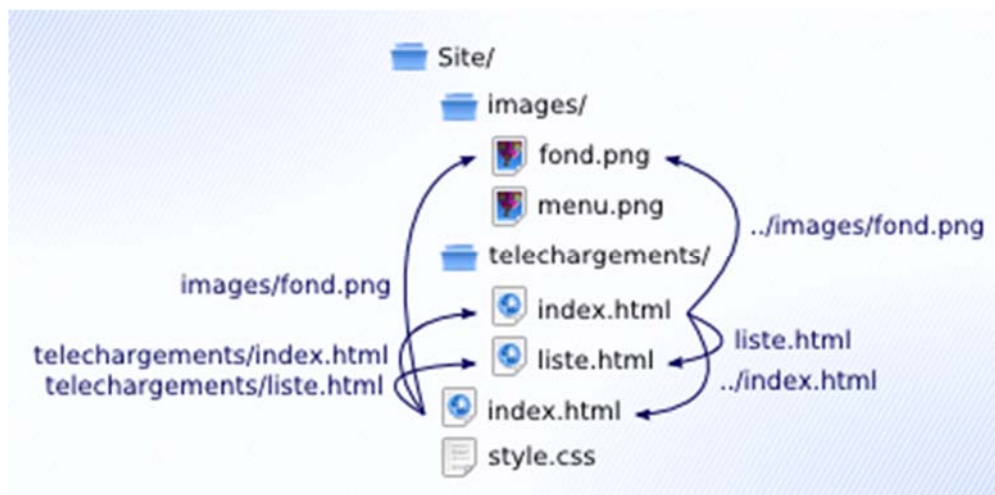 Site/
images/
fond.png
menu.png
../images/fond.png
telechargements/
images/fond.png
index.html
liste.html
telechargements/index.html
liste.html
telechargements/liste.html
../index.html
index.html
style.css